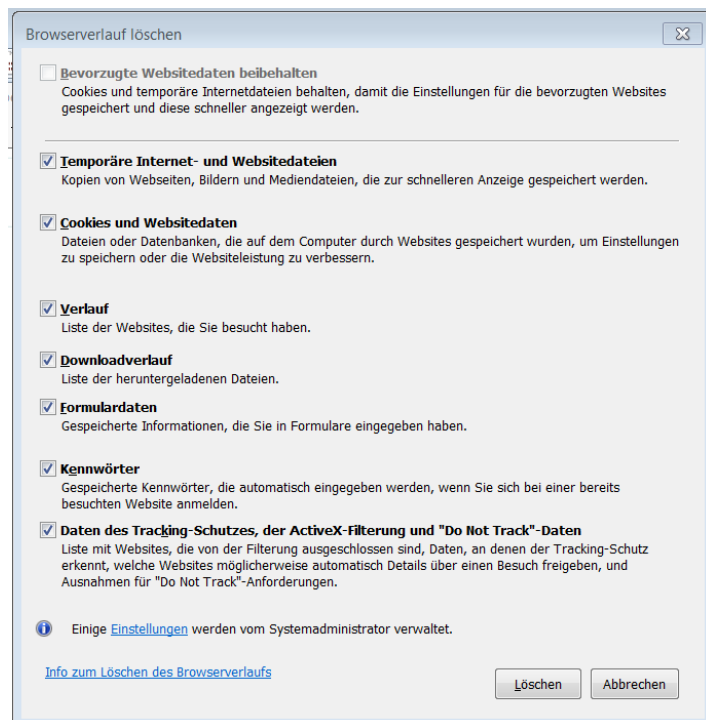 Browserverlauf löschen
Bevorzugte Websitedaten beibehalten
Cookies und temporäre Internetdateien behalten, damit die Einstellungen für die bevorzugten Websites
gespeichert und diese schneller angezeigt werden.
Temporäre Internet- und Websitedateien
Kopien von Webseiten, Bildern und Mediendateien, die zur schnelleren Anzeige gespeichert werden.
Cookies und Websitedaten
Dateien oder Datenbanken, die auf dem Computer durch Websites gespeichert wurden, um Einstellungen
zu speichern oder die Websiteleistung zu verbessern.
Verlauf
Liste der Websites, die Sie besucht haben.
Downloadverlauf
Liste der heruntergeladenen Dateien.
Formulardaten
Gespeicherte Informationen, die Sie in Formulare eingegeben haben.
Kennwörter
Gespeicherte Kennwörter, die automatisch eingegeben werden, wenn Sie sich bei einer bereits
besuchten Website anmelden.
Daten des Tracking-Schutzes, der ActiveX-Filterung und "Do Not Track"-Daten
Liste mit Websites, die von der Filterung ausgeschlossen sind, Daten, an denen der Tracking-Schutz
erkennt, welche Websites möglicherweise automatisch Details über einen Besuch freigeben, und
Ausnahmen für "Do Not Track"-Anforderungen.
Einige Einstellungen werden vom Systemadministrator verwaltet.
Info zum Löschen des Browserverlaufs
Löschen Abbrechen